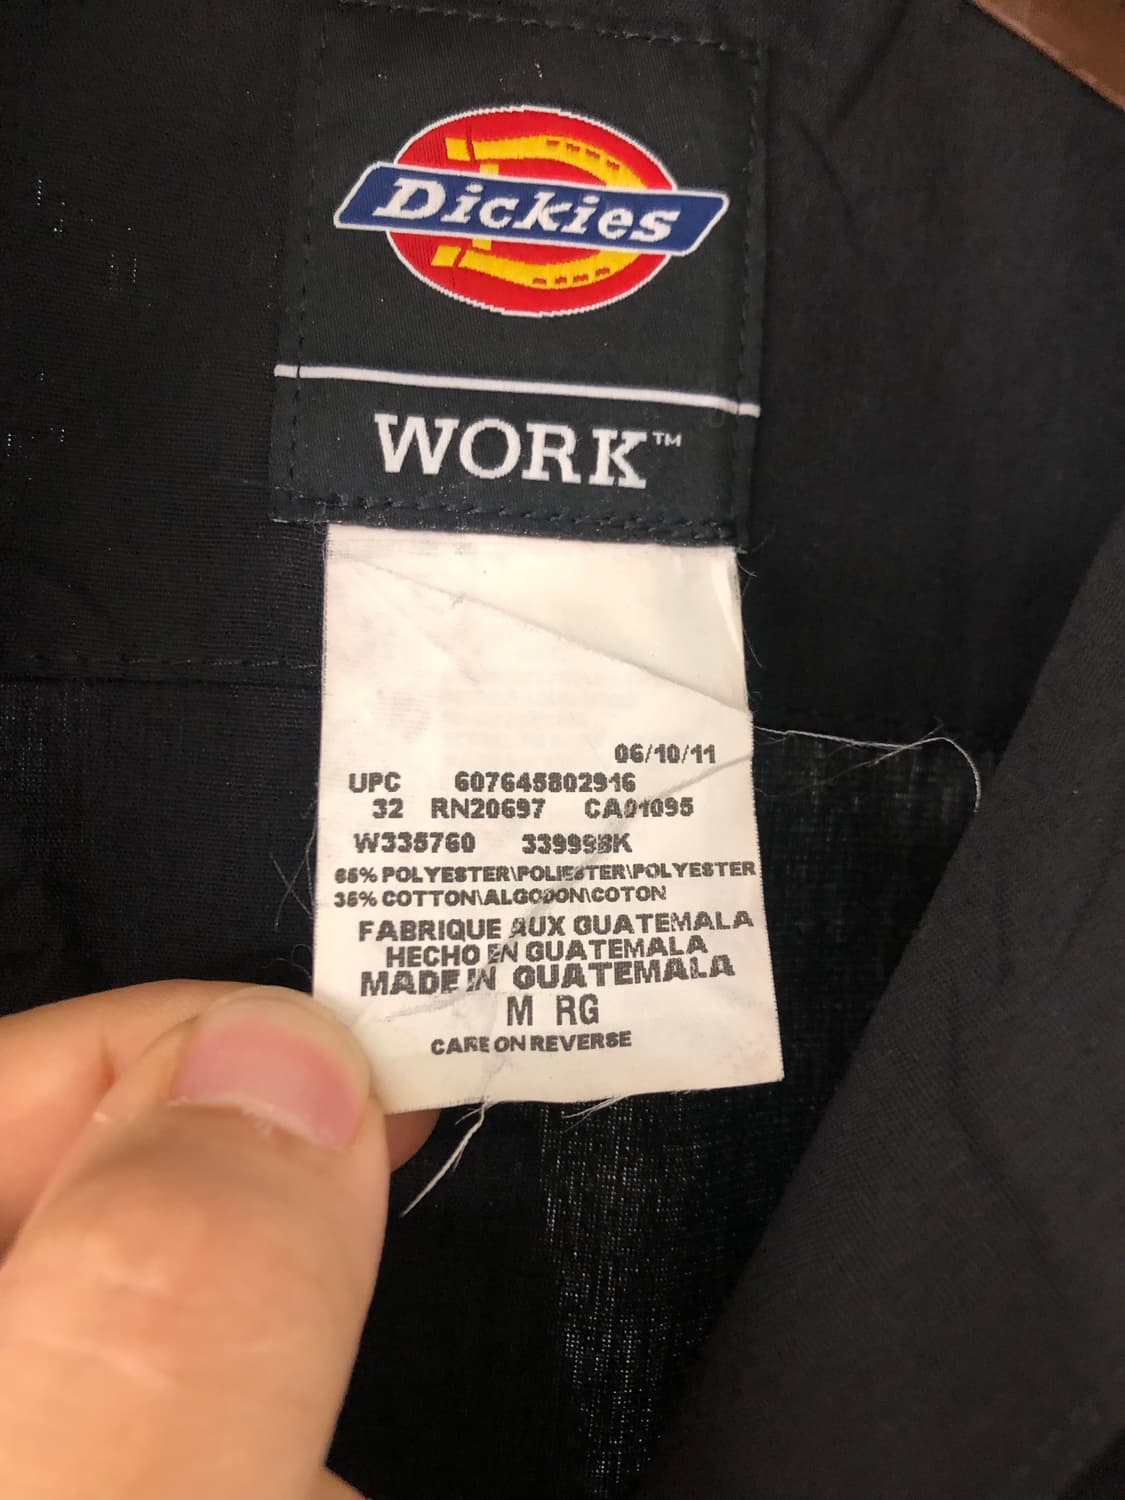 Dickies
WORK™
06/10/11
UPC 607645802916
32 RN20697 CA01095
W335760 33999BK
65% POLYESTER\POLIESTER\POLYESTER
35% COTTON\ALGODON\COTON
FABRIQUE AUX GUATEMALA
HECHO EN GUATEMALA
MADE IN GUATEMALA
M RG
CARE ON REVERSE